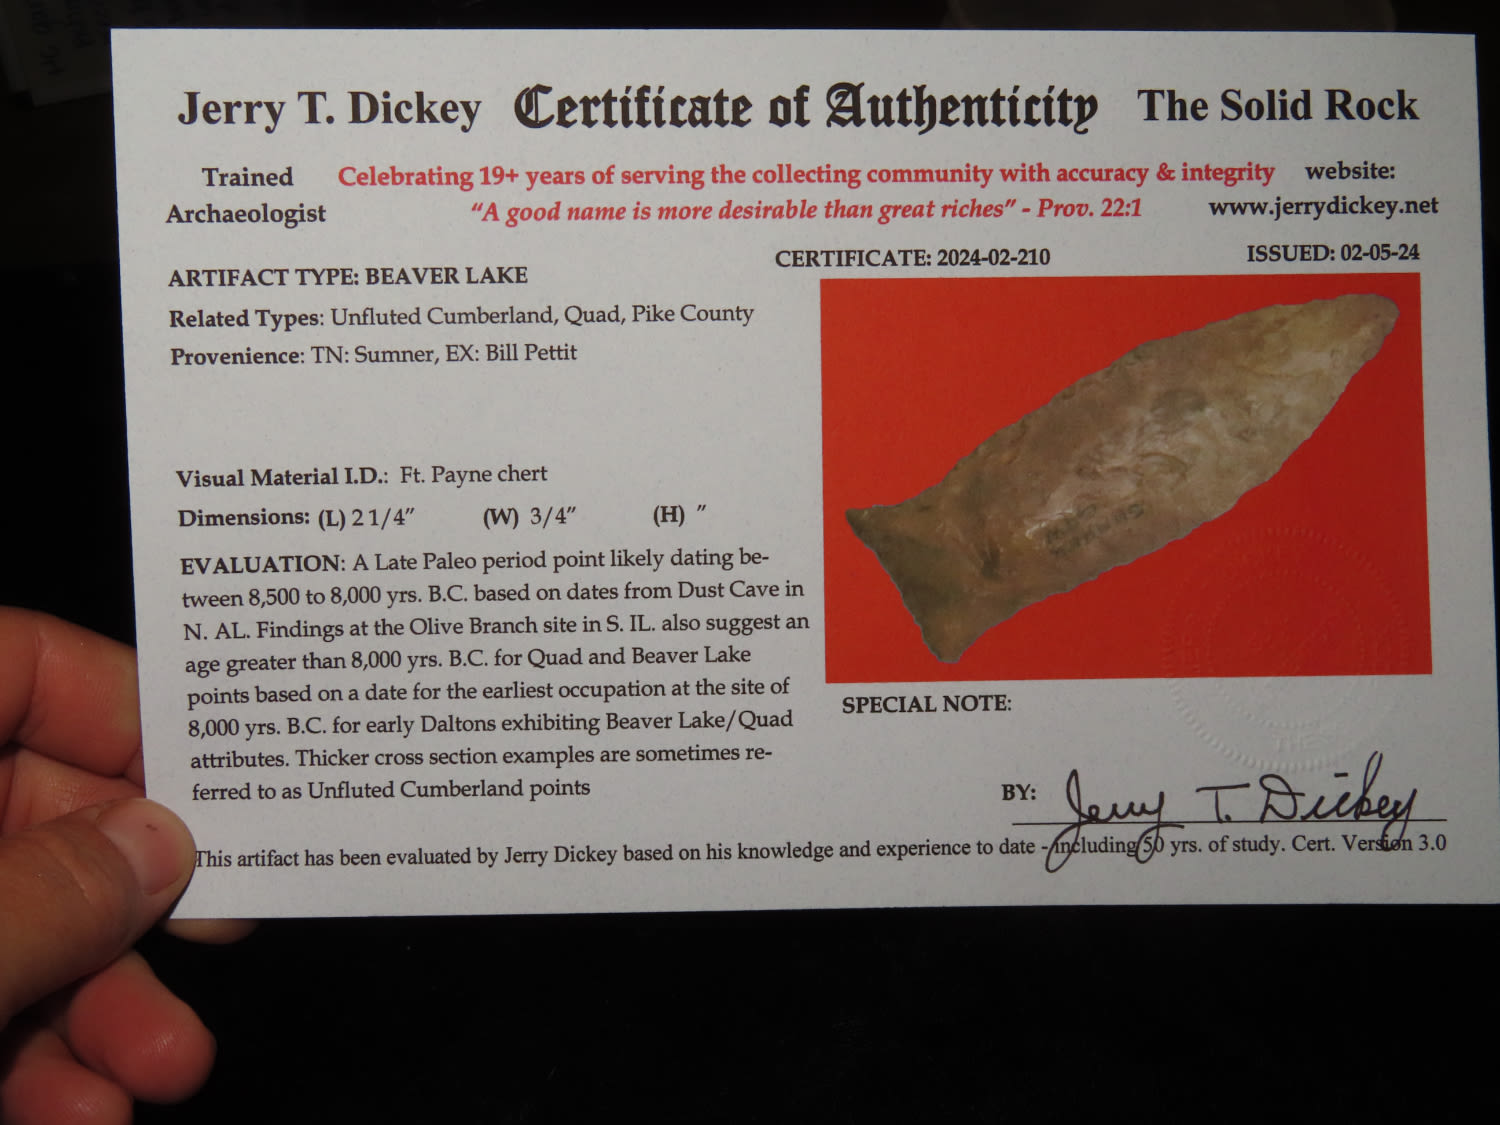 Jerry T. Dickey Certificate of Authenticity The Solid Rock
Trained Celebrating 19+ years of serving the collecting community with accuracy & integrity website:
Archaeologist "A good name is more desirable than great riches" - Prov. 22:1 www.jerrydickey.net
CERTIFICATE: 2024-02-210 ISSUED: 02-05-24
ARTIFACT TYPE: BEAVER LAKE
Related Types: Unfluted Cumberland, Quad, Pike County
Provenience: TN: Sumner, EX: Bill Pettit
Visual Material I.D.: Ft. Payne chert
Dimensions: (L) 2 1/4" (W) 3/4" (H) "
EVALUATION: A Late Paleo period point likely dating be-
tween 8,500 to 8,000 yrs. B.C. based on dates from Dust Cave in
N. AL. Findings at the Olive Branch site in S. IL. also suggest an
age greater than 8,000 yrs. B.C. for Quad and Beaver Lake
points based on a date for the earliest occupation at the site of
8,000 yrs. B.C. for early Daltons exhibiting Beaver Lake/Quad
attributes. Thicker cross section examples are sometimes re-
ferred to as Unfluted Cumberland points
SPECIAL NOTE:
BY: Jerry T. Dickey
This artifact has been evaluated by Jerry Dickey based on his knowledge and experience to date - including 50 yrs. of study. Cert. Version 3.0